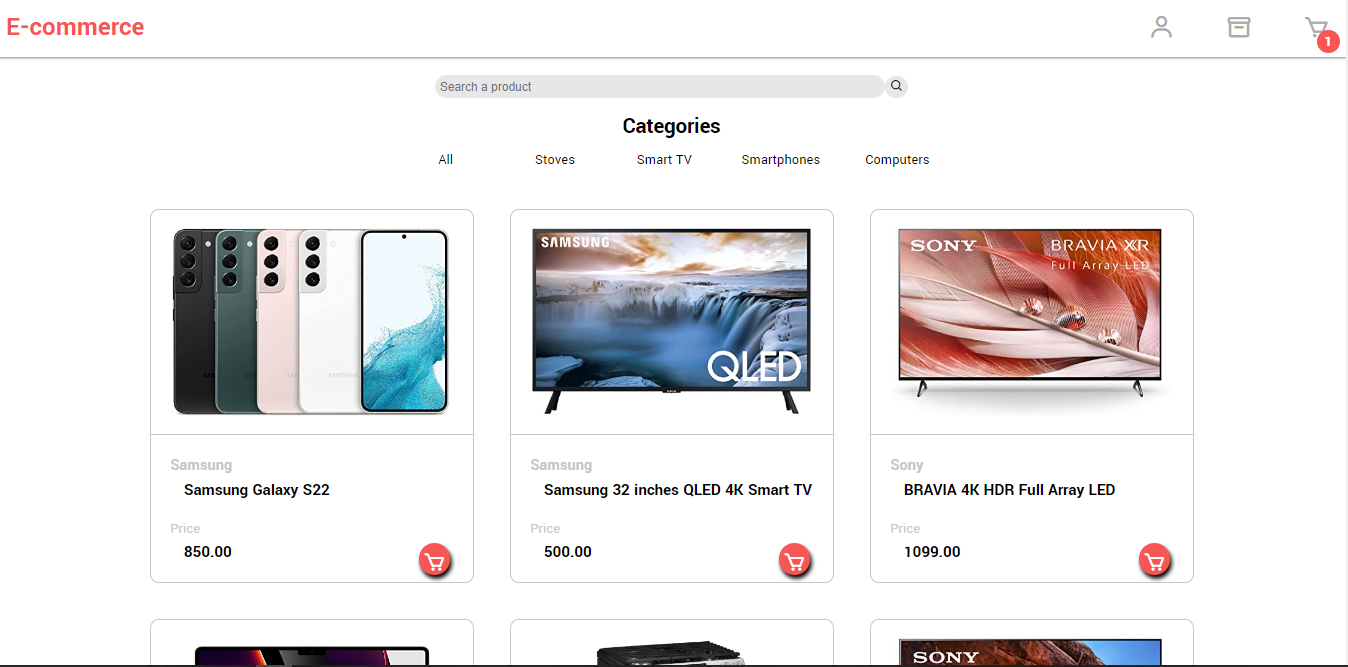 E-commerce
1
Search a product
Categories
All Stoves Smart TV Smartphones Computers
SAMSUNG
QLED
SONY BRAVIA XR
Full Array LED
Samsung
Samsung Galaxy S22
Price
850.00
Samsung
Samsung 32 inches QLED 4K Smart TV
Price
500.00
Sony
BRAVIA 4K HDR Full Array LED
Price
1099.00
SONY